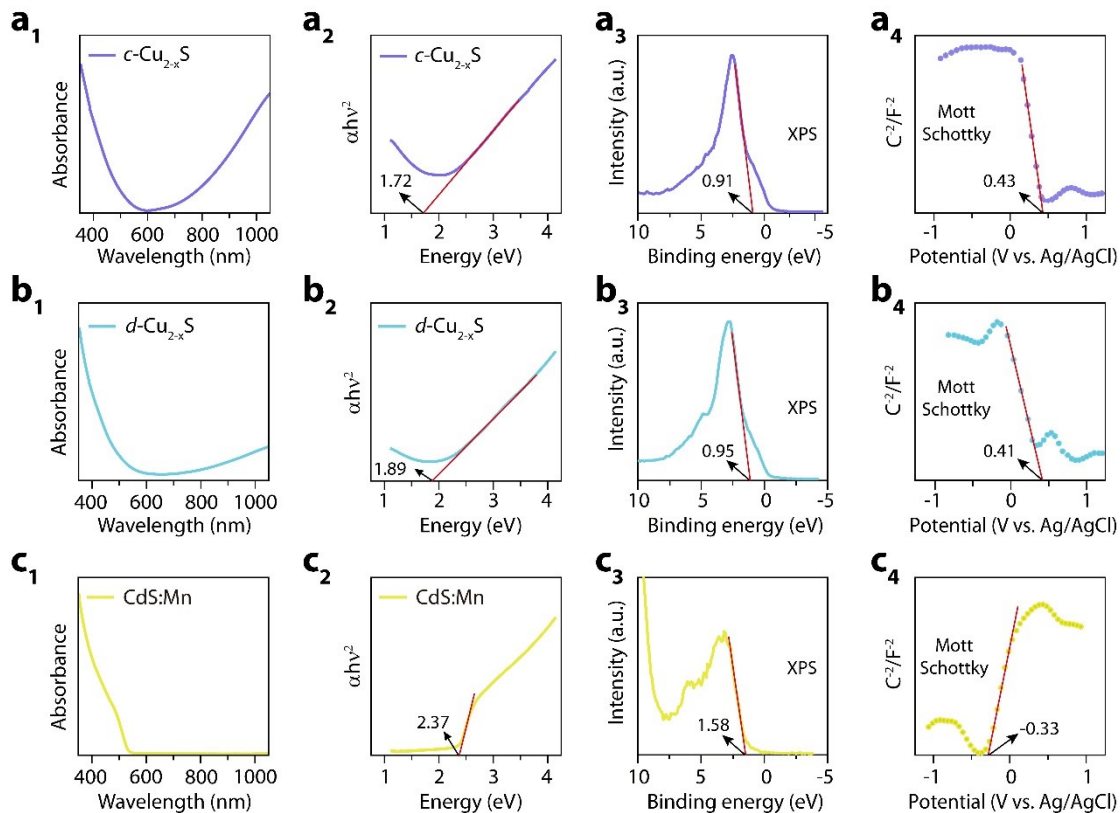 a₁
c-Cu₂₋ₓS
Absorbance
400 600 800 1000
Wavelength (nm)
a₂
c-Cu₂₋ₓS
αhν²
1.72
1 2 3 4
Energy (eV)
a₃
Intensity (a.u.)
XPS
0.91
10 5 0 -5
Binding energy (eV)
a₄
C⁻²/F⁻²
Mott
Schottky
0.43
-1 0 1
Potential (V vs. Ag/AgCl)
b₁
d-Cu₂₋ₓS
Absorbance
400 600 800 1000
Wavelength (nm)
b₂
d-Cu₂₋ₓS
αhν²
1.89
1 2 3 4
Energy (eV)
b₃
Intensity (a.u.)
XPS
0.95
10 5 0 -5
Binding energy (eV)
b₄
C⁻²/F⁻²
Mott
Schottky
0.41
-1 0 1
Potential (V vs. Ag/AgCl)
c₁
CdS:Mn
Absorbance
400 600 800 1000
Wavelength (nm)
c₂
CdS:Mn
αhν²
2.37
1 2 3 4
Energy (eV)
c₃
Intensity (a.u.)
XPS
1.58
10 5 0 -5
Binding energy (eV)
c₄
C⁻²/F⁻²
Mott
Schottky
-0.33
-1 0 1
Potential (V vs. Ag/AgCl)